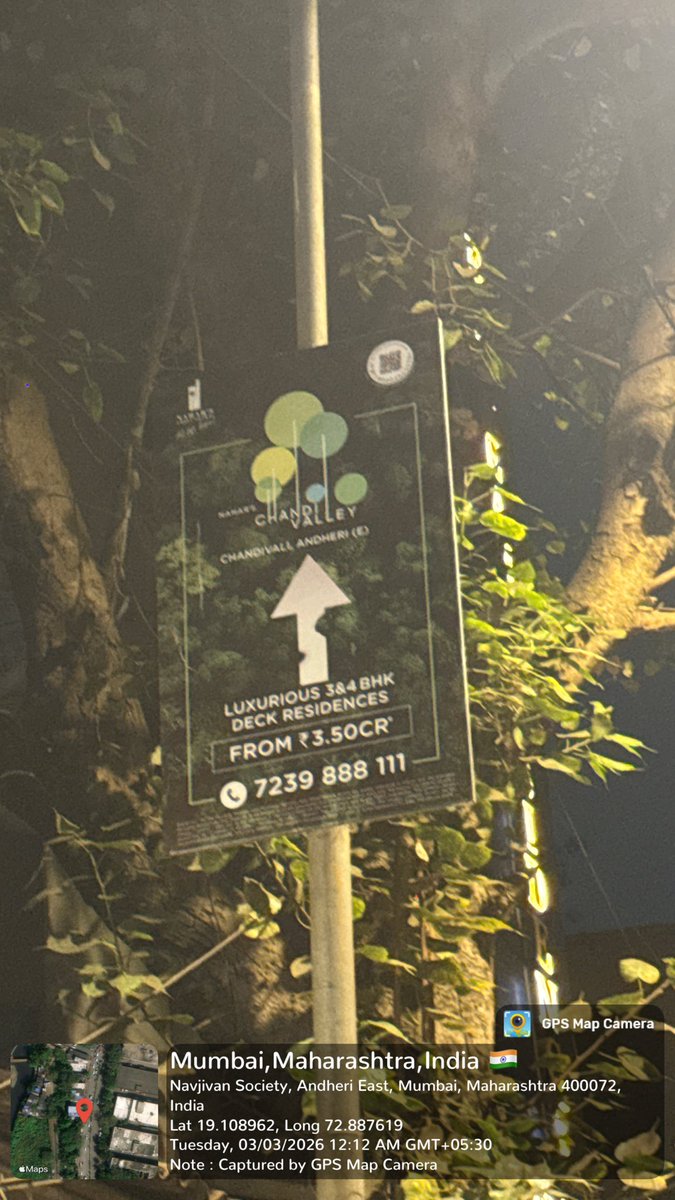 NAHAR'S
CHANDI
VALLEY
CHANDIVALI, ANDHERI (E)
LUXURIOUS 3&4 BHK
DECK RESIDENCES
FROM ₹3.50CR*
7239 888 111
GPS Map Camera
Mumbai,Maharashtra,India 🇮🇳
Navjivan Society, Andheri East, Mumbai, Maharashtra 400072,
India
Lat 19.108962, Long 72.887619
Tuesday, 03/03/2026 12:12 AM GMT+05:30
Note : Captured by GPS Map Camera
Maps